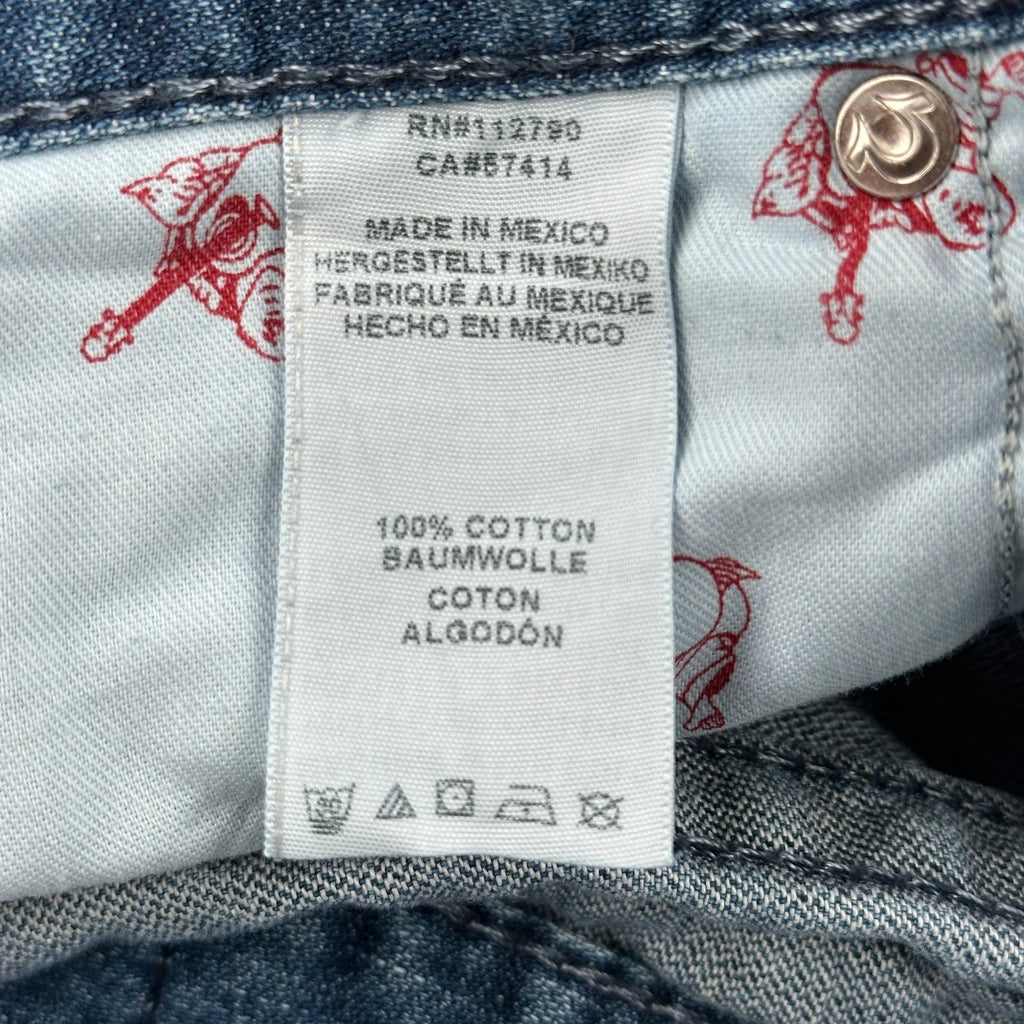 RN#112790
CA#57414
MADE IN MEXICO
HERGESTELLT IN MEXIKO
FABRIQUÉ AU MEXIQUE
HECHO EN MÉXICO
100% COTTON
BAUMWOLLE
COTON
ALGODÓN
30